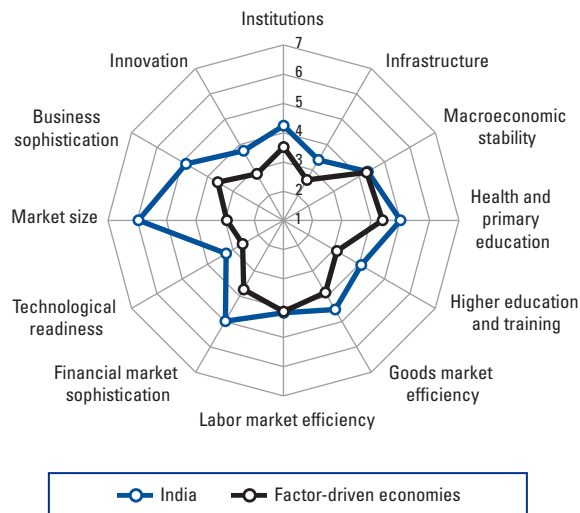 Institutions
7
6
5
4
3
2
1
Infrastructure
Macroeconomic
stability
Health and
primary
education
Higher education
and training
Goods market
efficiency
Labor market efficiency
Financial market
sophistication
Technological
readiness
Market size
Business
sophistication
Innovation
India
Factor-driven economies